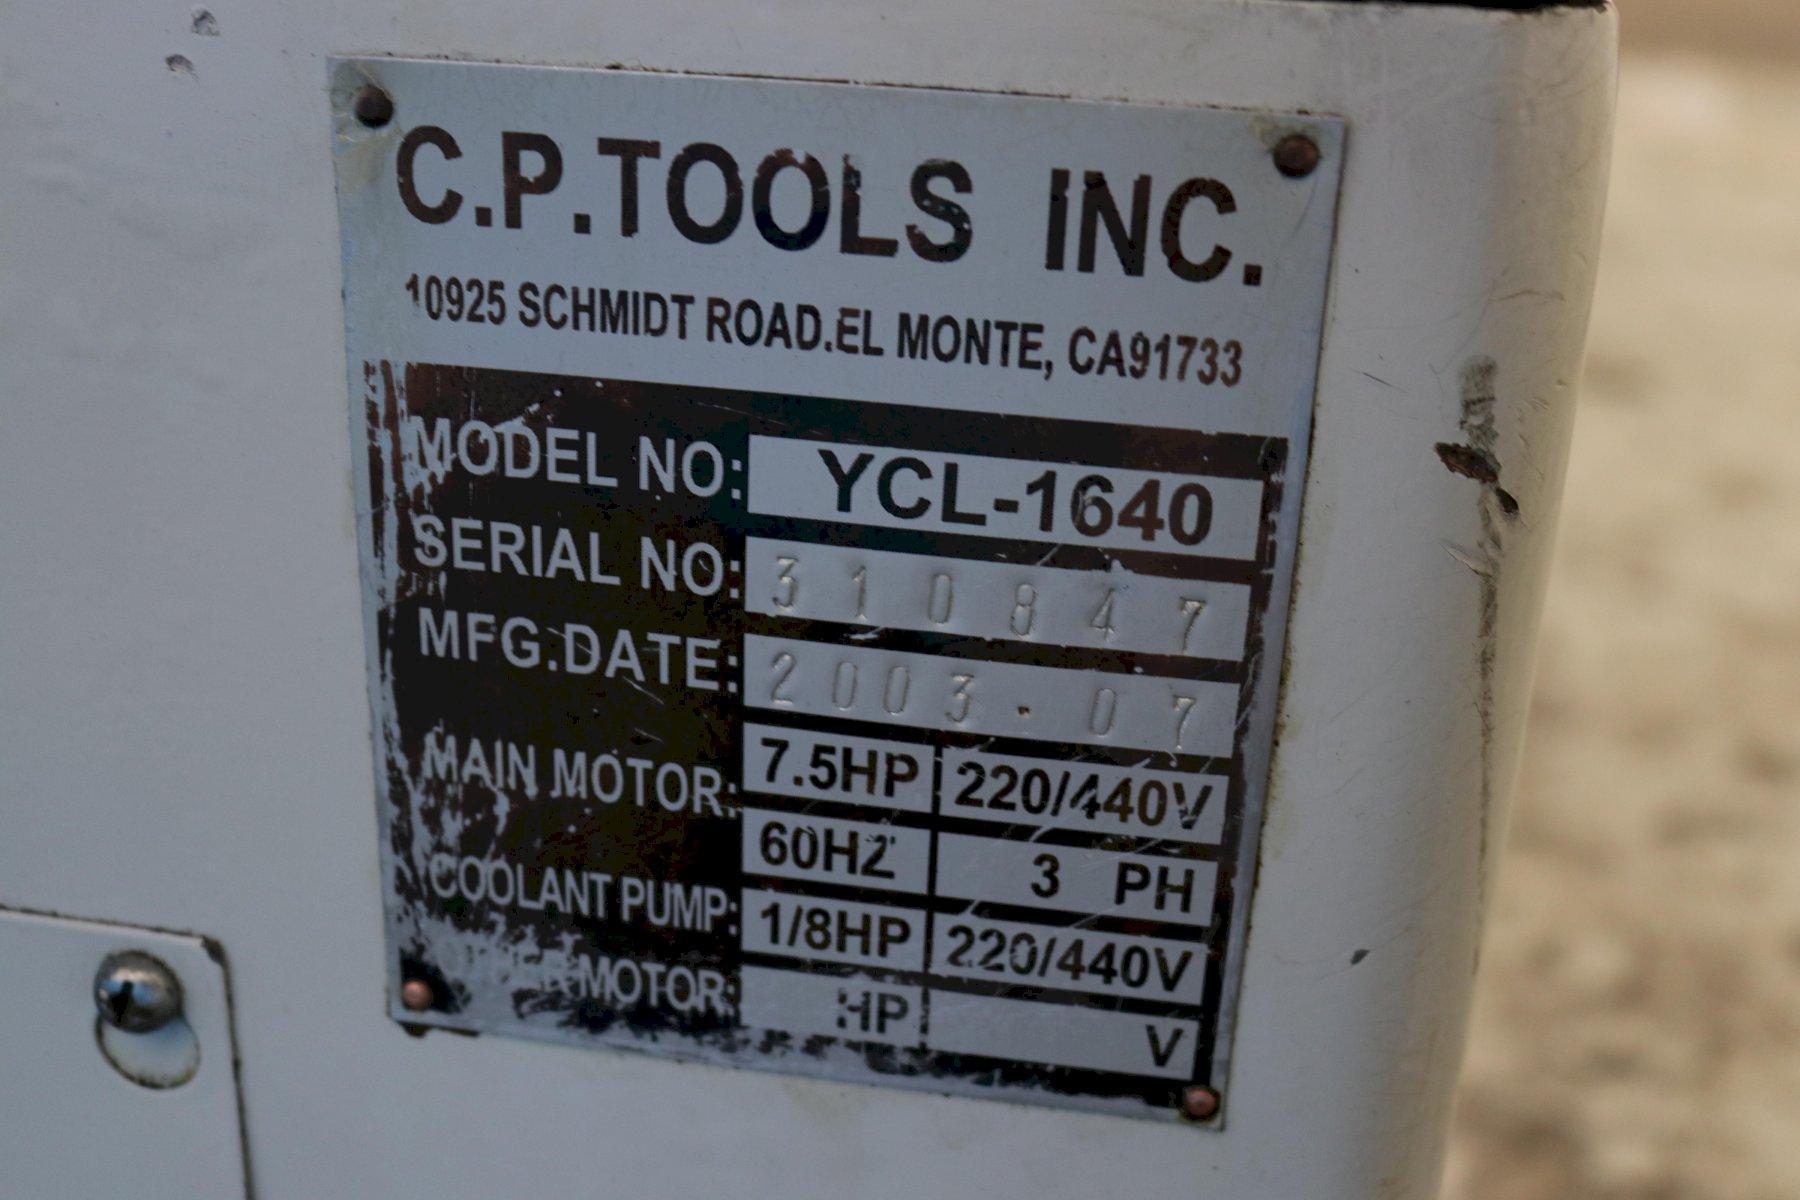 C.P.TOOLS INC.
10925 SCHMIDT ROAD.EL MONTE, CA91733
MODEL NO: YCL-1640
SERIAL NO: 310847
MFG.DATE: 2003.07
MAIN MOTOR: 7.5HP 220/440V
60HZ 3 PH
COOLANT PUMP: 1/8HP 220/440V
MOTOR: HP V